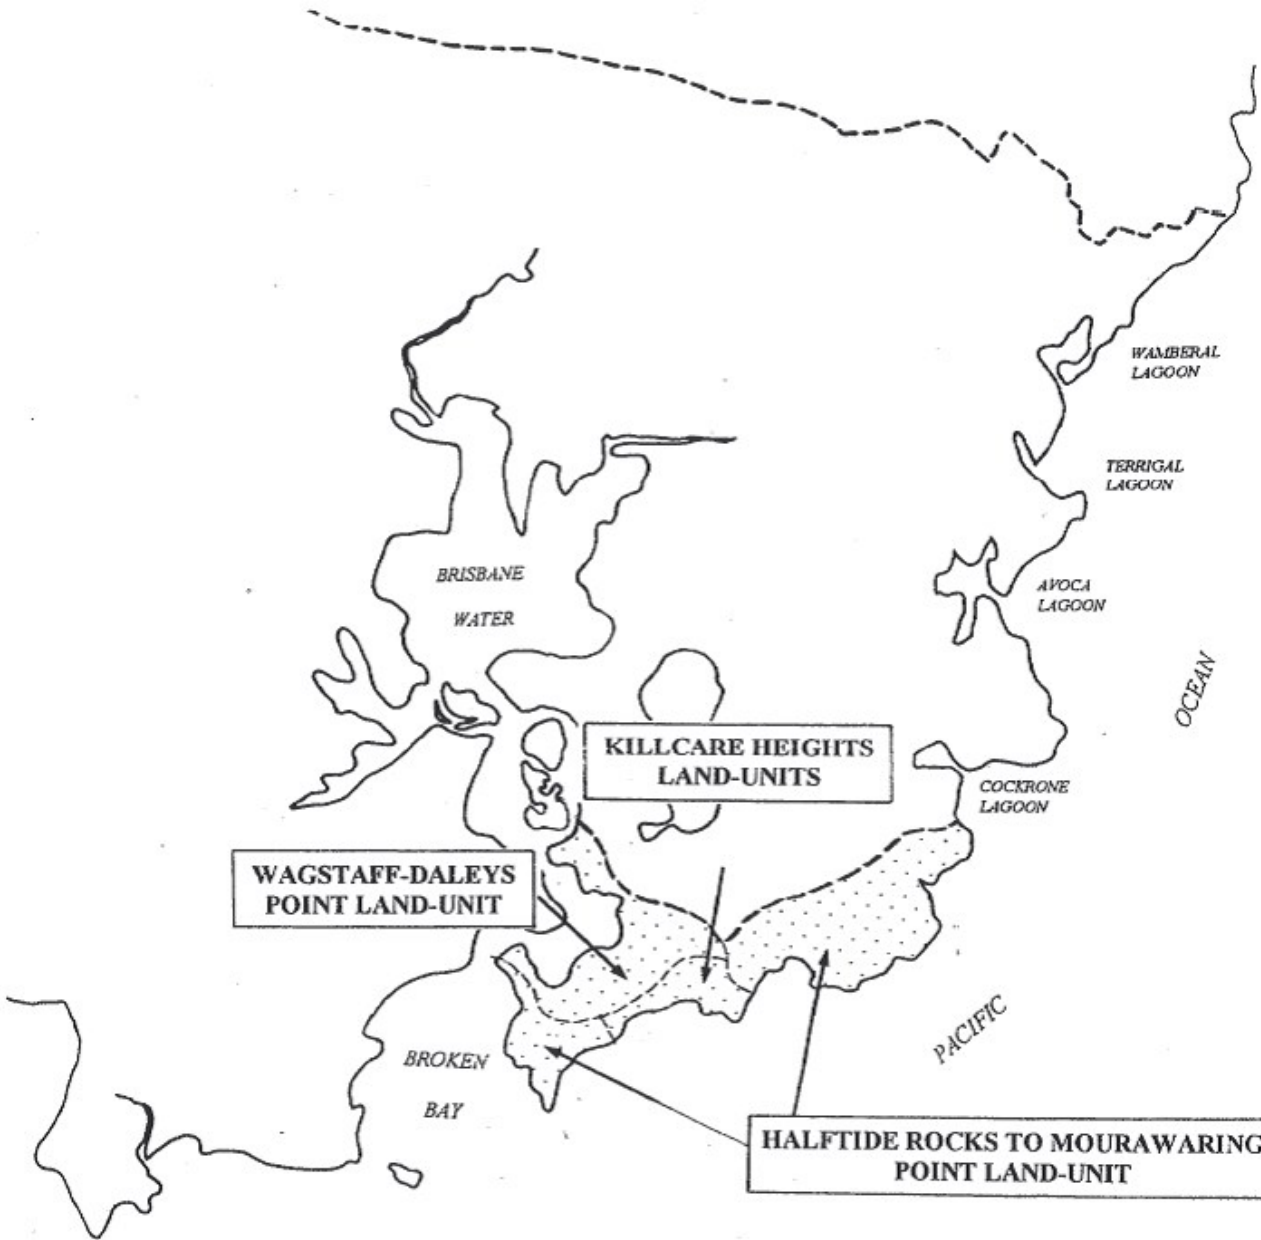 WAMBERAL
LAGOON
TERRIGAL
LAGOON
BRISBANE
WATER
AVOCA
LAGOON
OCEAN
KILLCARE HEIGHTS
LAND-UNITS
COCKRONE
LAGOON
WAGSTAFF-DALEYS
POINT LAND-UNIT
PACIFIC
BROKEN
BAY
HALFTIDE ROCKS TO MOURAWARING
POINT LAND-UNIT